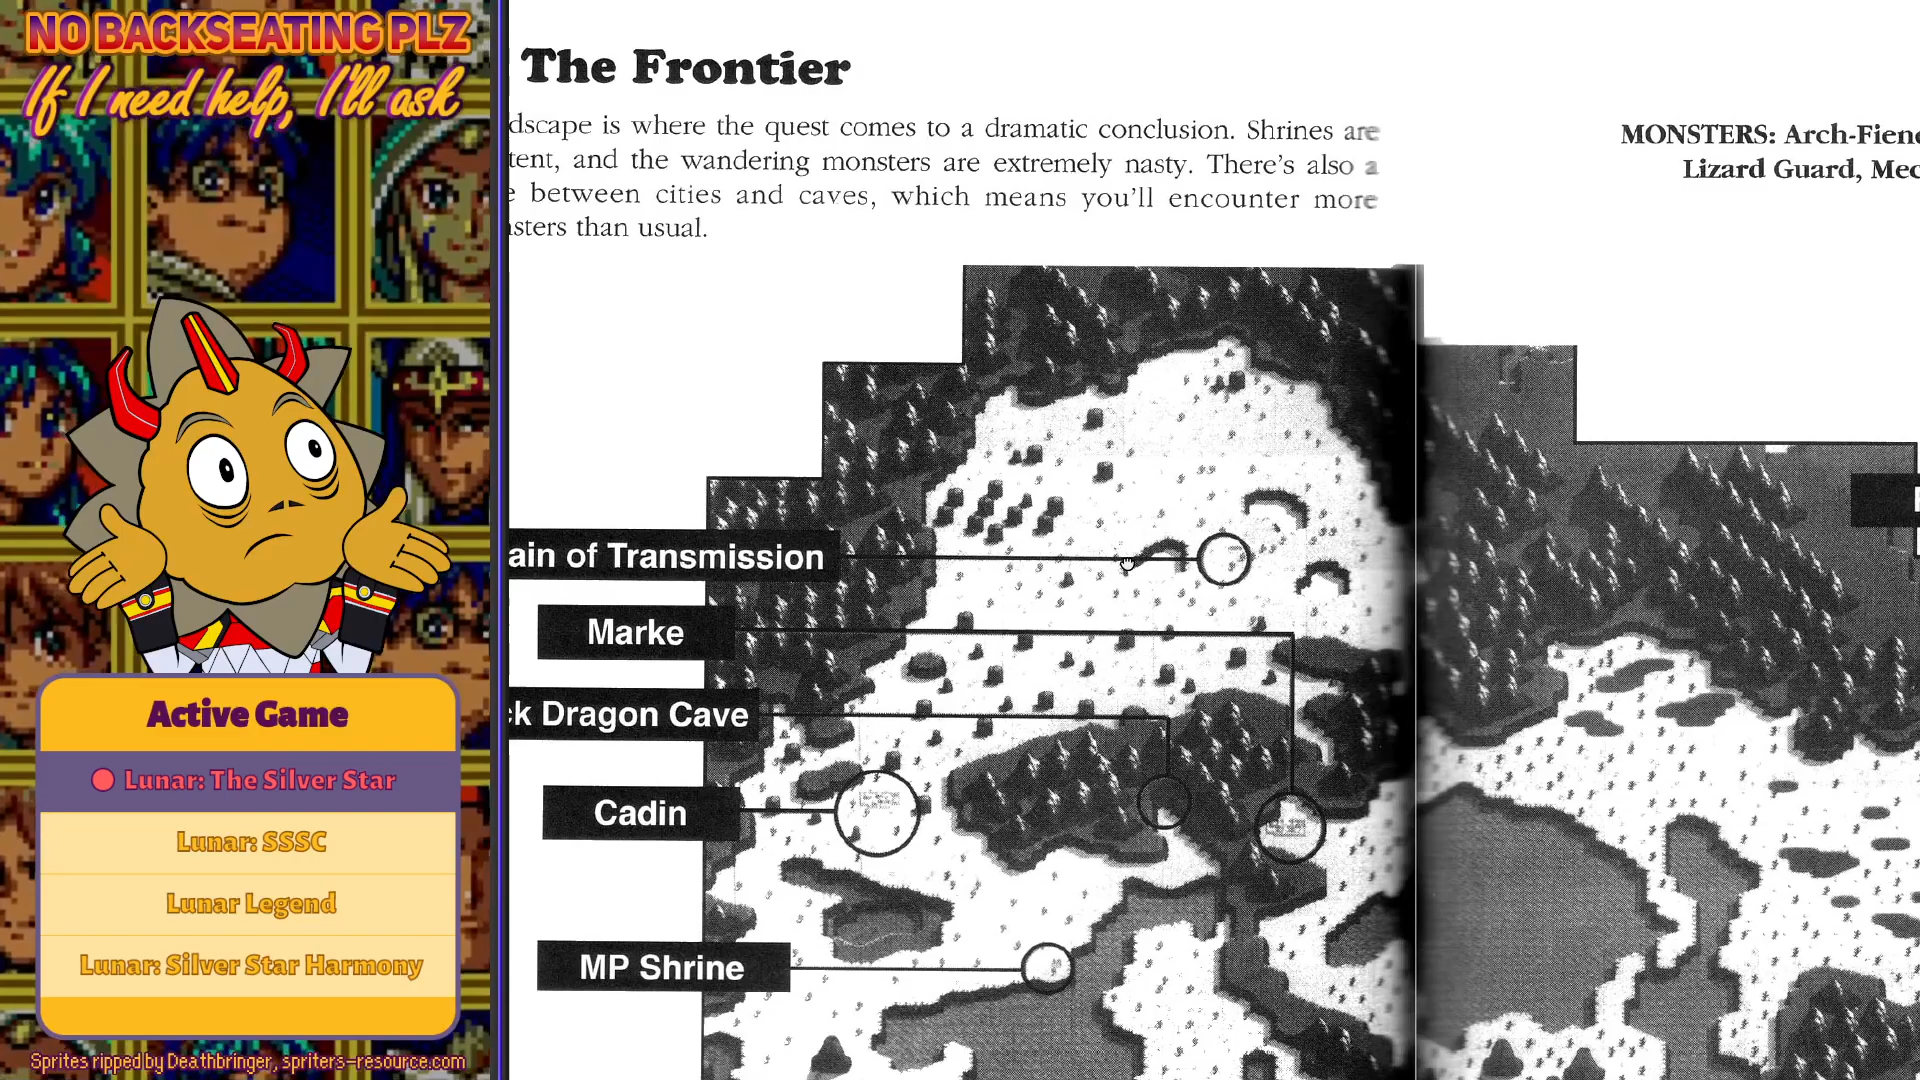 NO BACKSEATING PLZ
If I need help, I'll ask
Active Game
Lunar: The Silver Star
Lunar: SSSC
Lunar Legend
Lunar: Silver Star Harmony
Sprites ripped by Deathbringer, spriters-resource.com
The Frontier
dscape is where the quest comes to a dramatic conclusion. Shrines are
tent, and the wandering monsters are extremely nasty. There's also a
e between cities and caves, which means you'll encounter more
nsters than usual.
MONSTERS: Arch-Fien
Lizard Guard, Mec
ain of Transmission
Marke
ck Dragon Cave
Cadin
MP Shrine